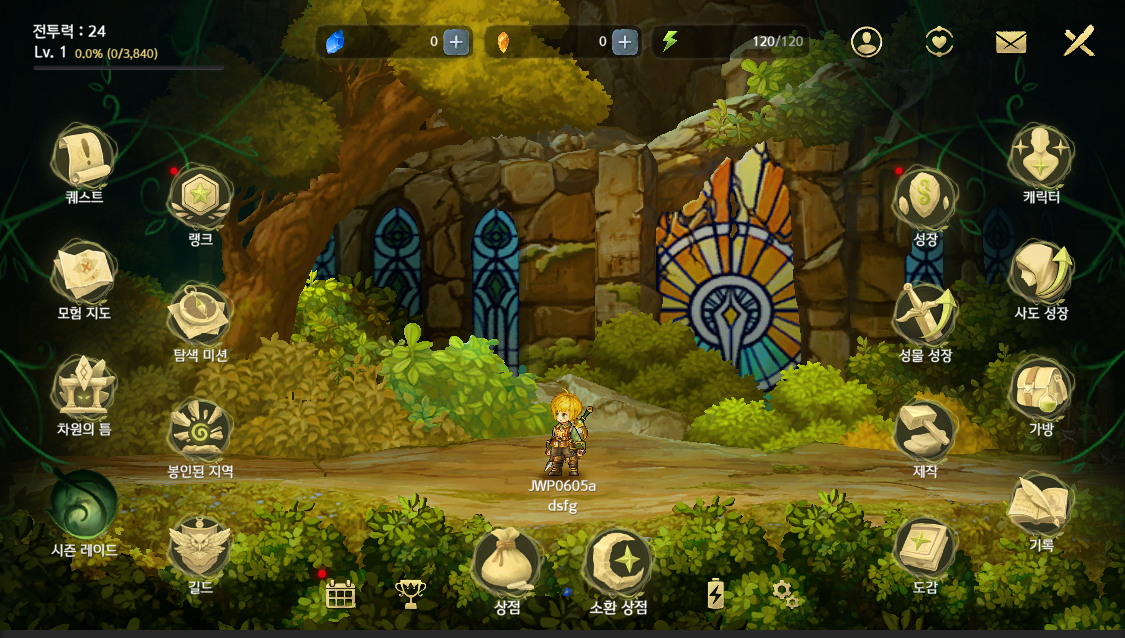 전투력 : 24
Lv. 1 0.0% (0/3,840)
0
0
120/120
퀘스트
랭크
성장
캐릭터
모험 지도
탐색 미션
성물 성장
사도 성장
차원의 틈
봉인된 지역
제작
가방
JWP0605a
dsfg
시즌 레이드
길드
상점
소환 상점
도감
기록